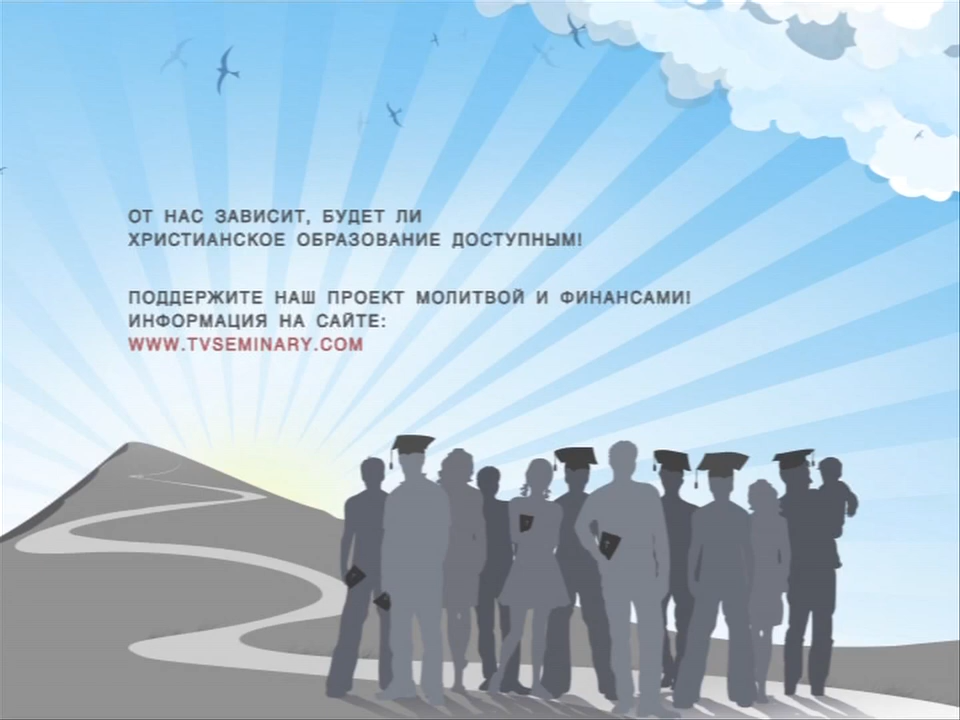 ОТ НАС ЗАВИСИТ, БУДЕТ ЛИ
ХРИСТИАНСКОЕ ОБРАЗОВАНИЕ ДОСТУПНЫМ!
ПОДДЕРЖИТЕ НАШ ПРОЕКТ МОЛИТВОЙ И ФИНАНСАМИ!
ИНФОРМАЦИЯ НА САЙТЕ:
WWW.TVSEMINARY.COM